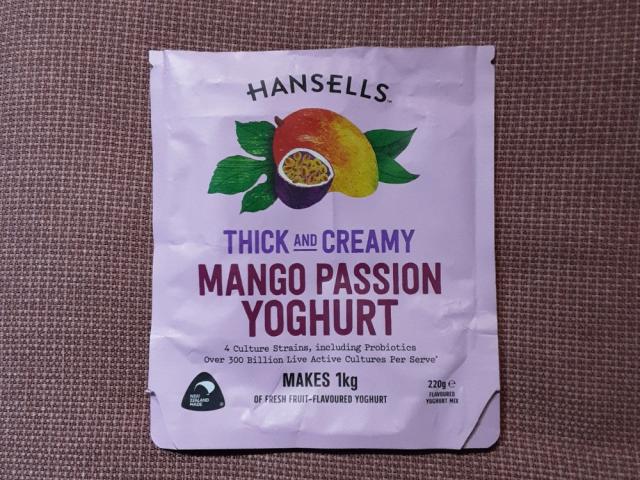 HANSELLS
THICK AND CREAMY
MANGO PASSION
YOGHURT
4 Culture Strains, including Probiotics
Over 300 Billion Live Active Cultures Per Serve*
MAKES 1kg
OF FRESH FRUIT-FLAVOURED YOGHURT
220g ℮
FLAVOURED
YOGHURT MIX
NEW
ZEALAND
MADE